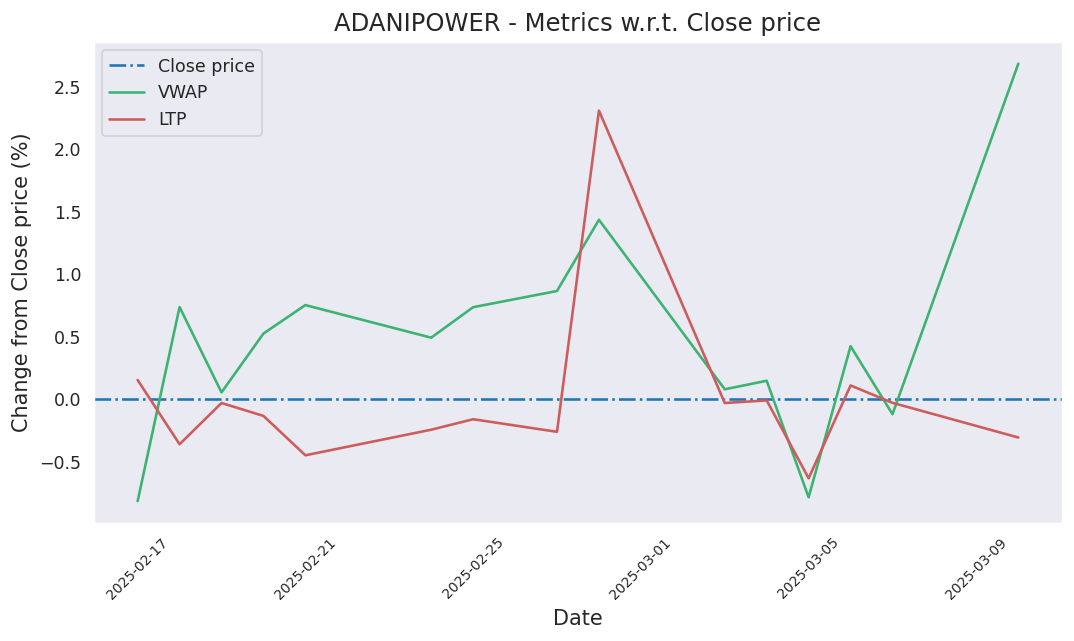 ADANIPOWER - Metrics w.r.t. Close price
Close price
VWAP
LTP
Change from Close price (%)
2.5
2.0
1.5
1.0
0.5
0.0
−0.5
2025-02-17
2025-02-21
2025-02-25
2025-03-01
2025-03-05
2025-03-09
Date